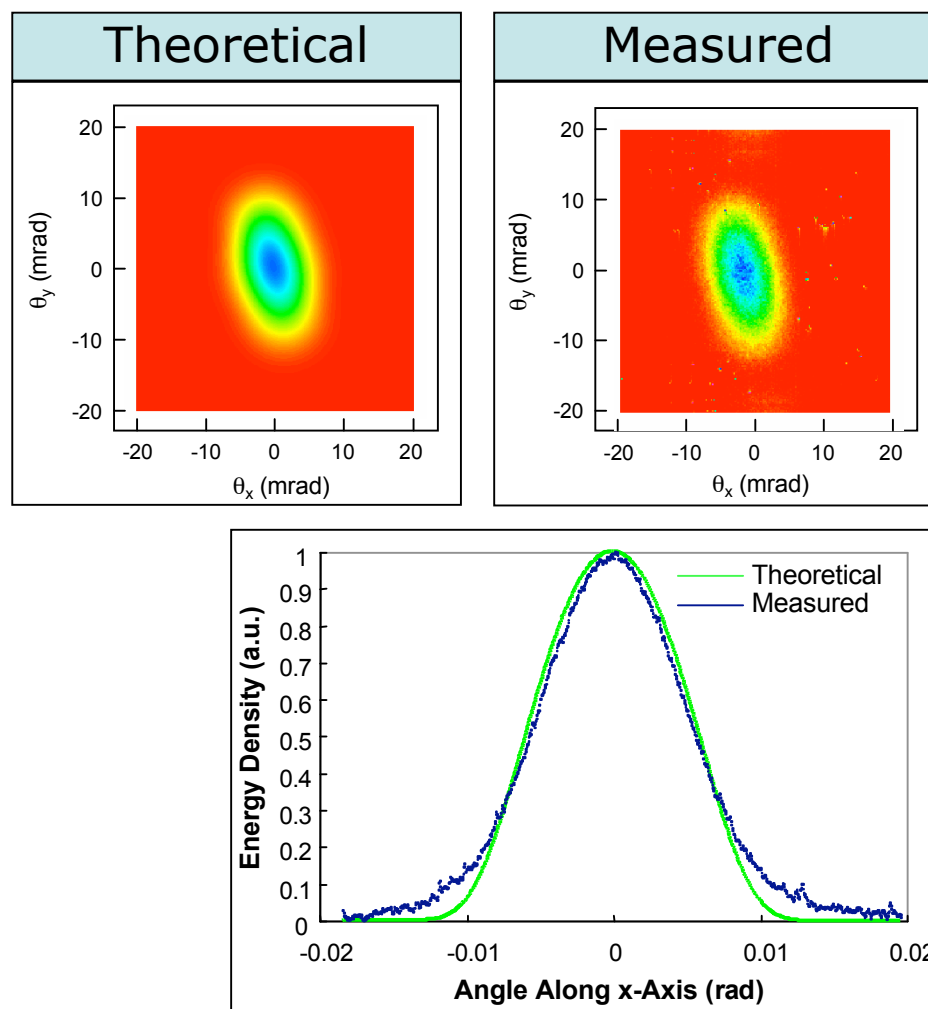 Theoretical
20
10
0
-10
-20
θy (mrad)
-20 -10 0 10 20
θx (mrad)
Measured
20
10
0
-10
-20
θy (mrad)
-20 -10 0 10 20
θx (mrad)
1
0.9
0.8
0.7
0.6
0.5
0.4
0.3
0.2
0.1
0
Energy Density (a.u.)
Theoretical
Measured
-0.02 -0.01 0 0.01 0.02
Angle Along x-Axis (rad)